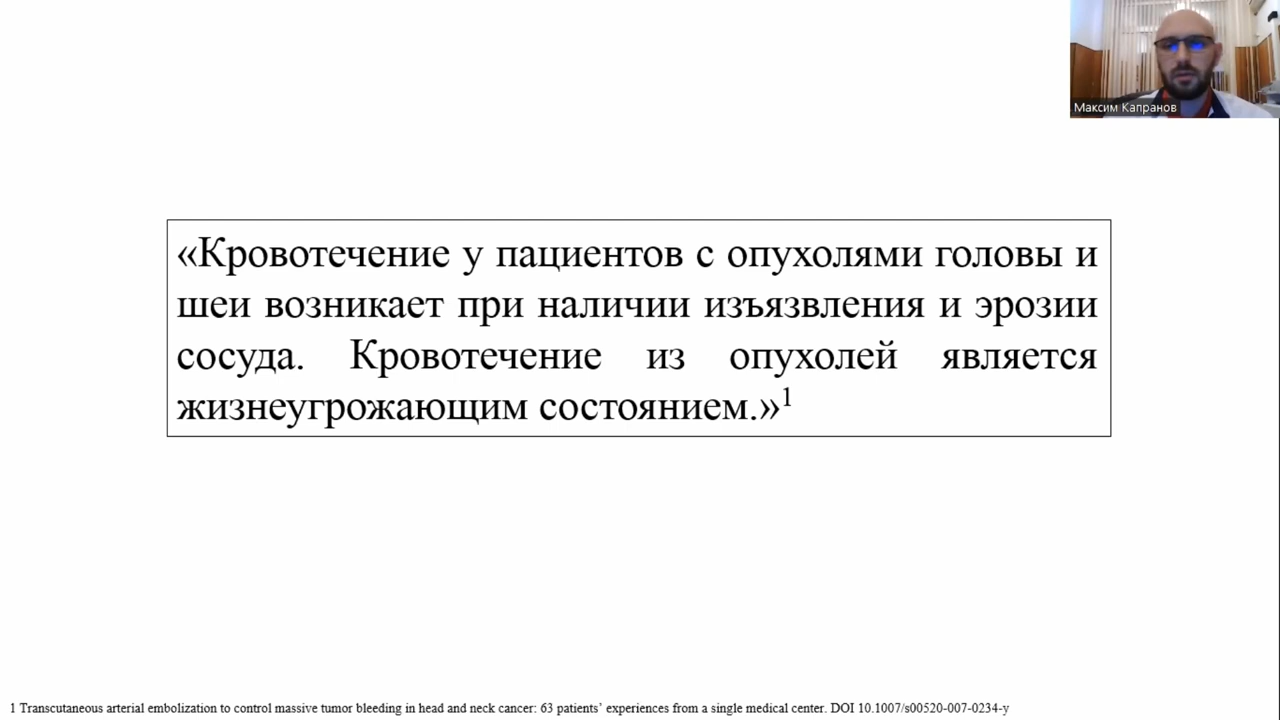 Максим Капранов
«Кровотечение у пациентов с опухолями головы и
шеи возникает при наличии изъязвления и эрозии
сосуда. Кровотечение из опухолей является
жизнеугрожающим состоянием.»1
1 Transcutaneous arterial embolization to control massive tumor bleeding in head and neck cancer: 63 patients’ experiences from a single medical center. DOI 10.1007/s00520-007-0234-y